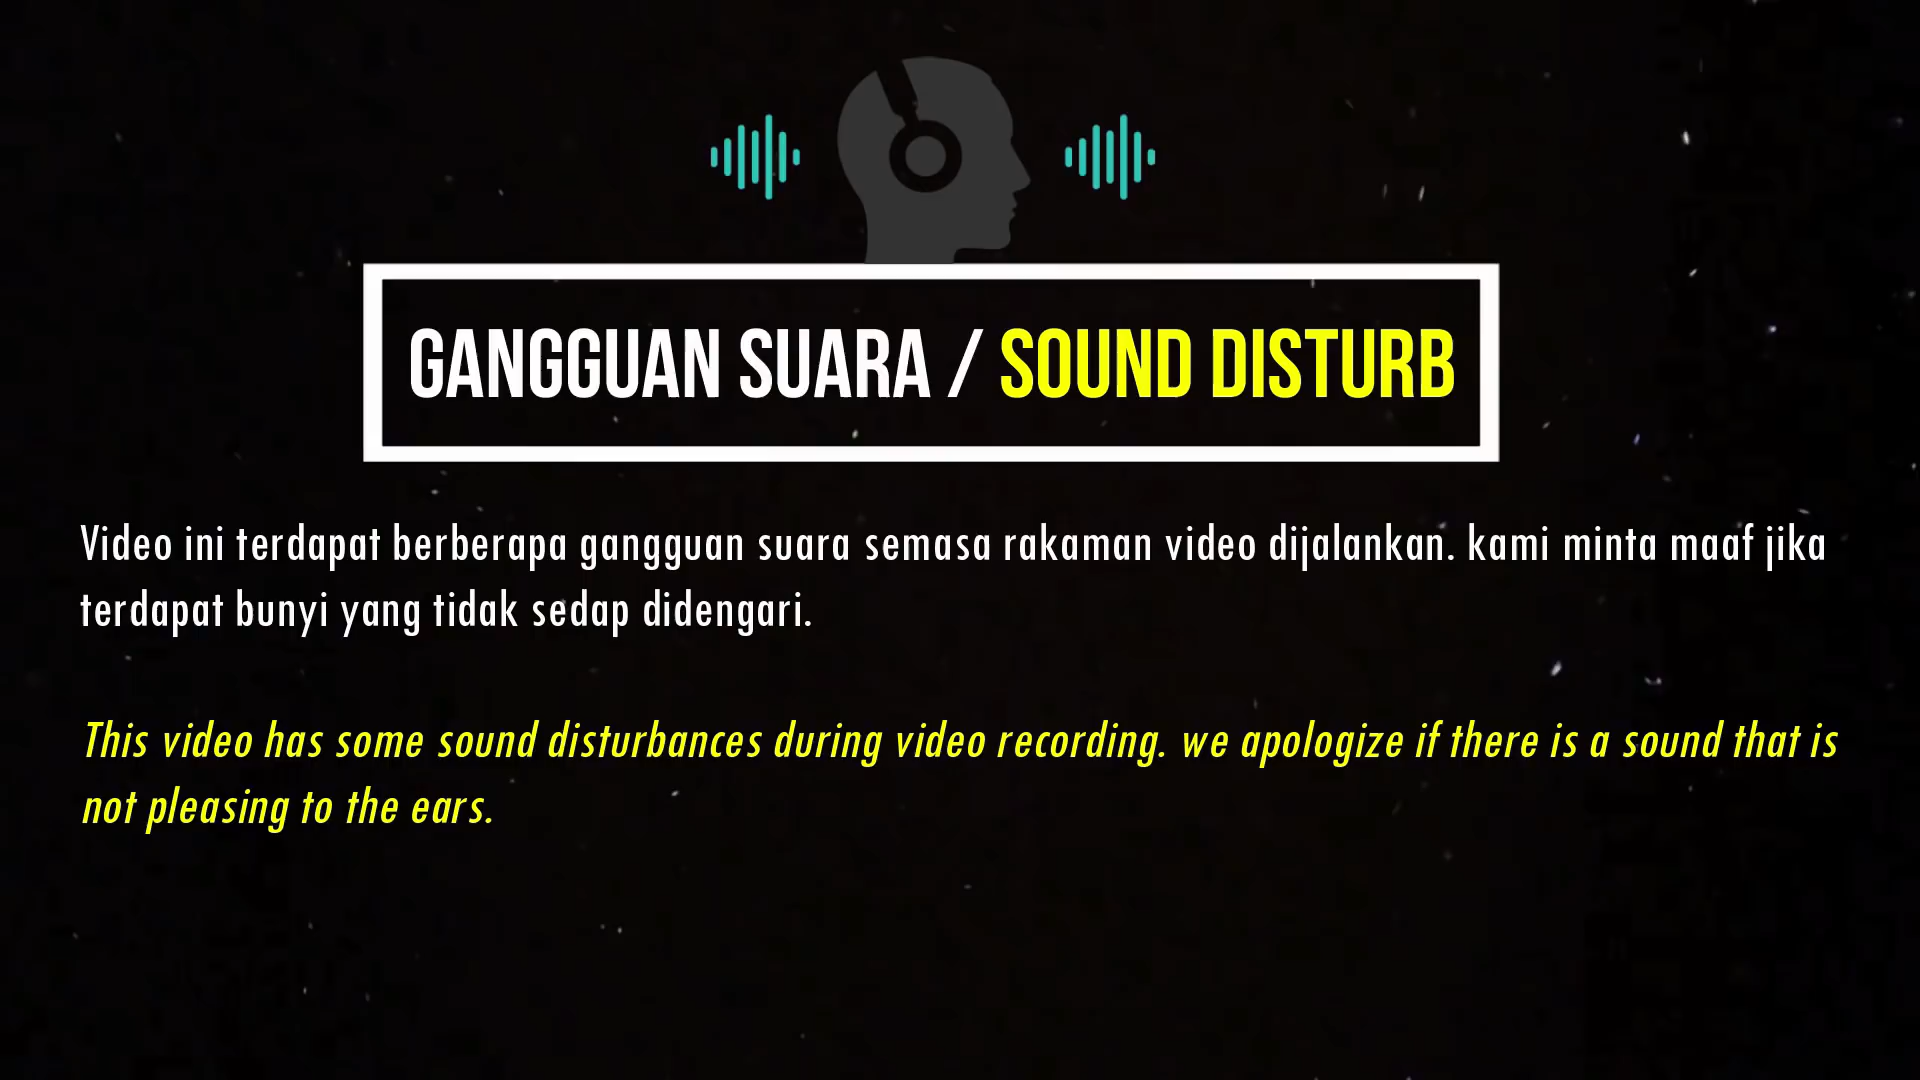 GANGGUAN SUARA / SOUND DISTURB
Video ini terdapat berberapa gangguan suara semasa rakaman video dijalankan. kami minta maaf jika
terdapat bunyi yang tidak sedap didengari.
This video has some sound disturbances during video recording. we apologize if there is a sound that is
not pleasing to the ears.